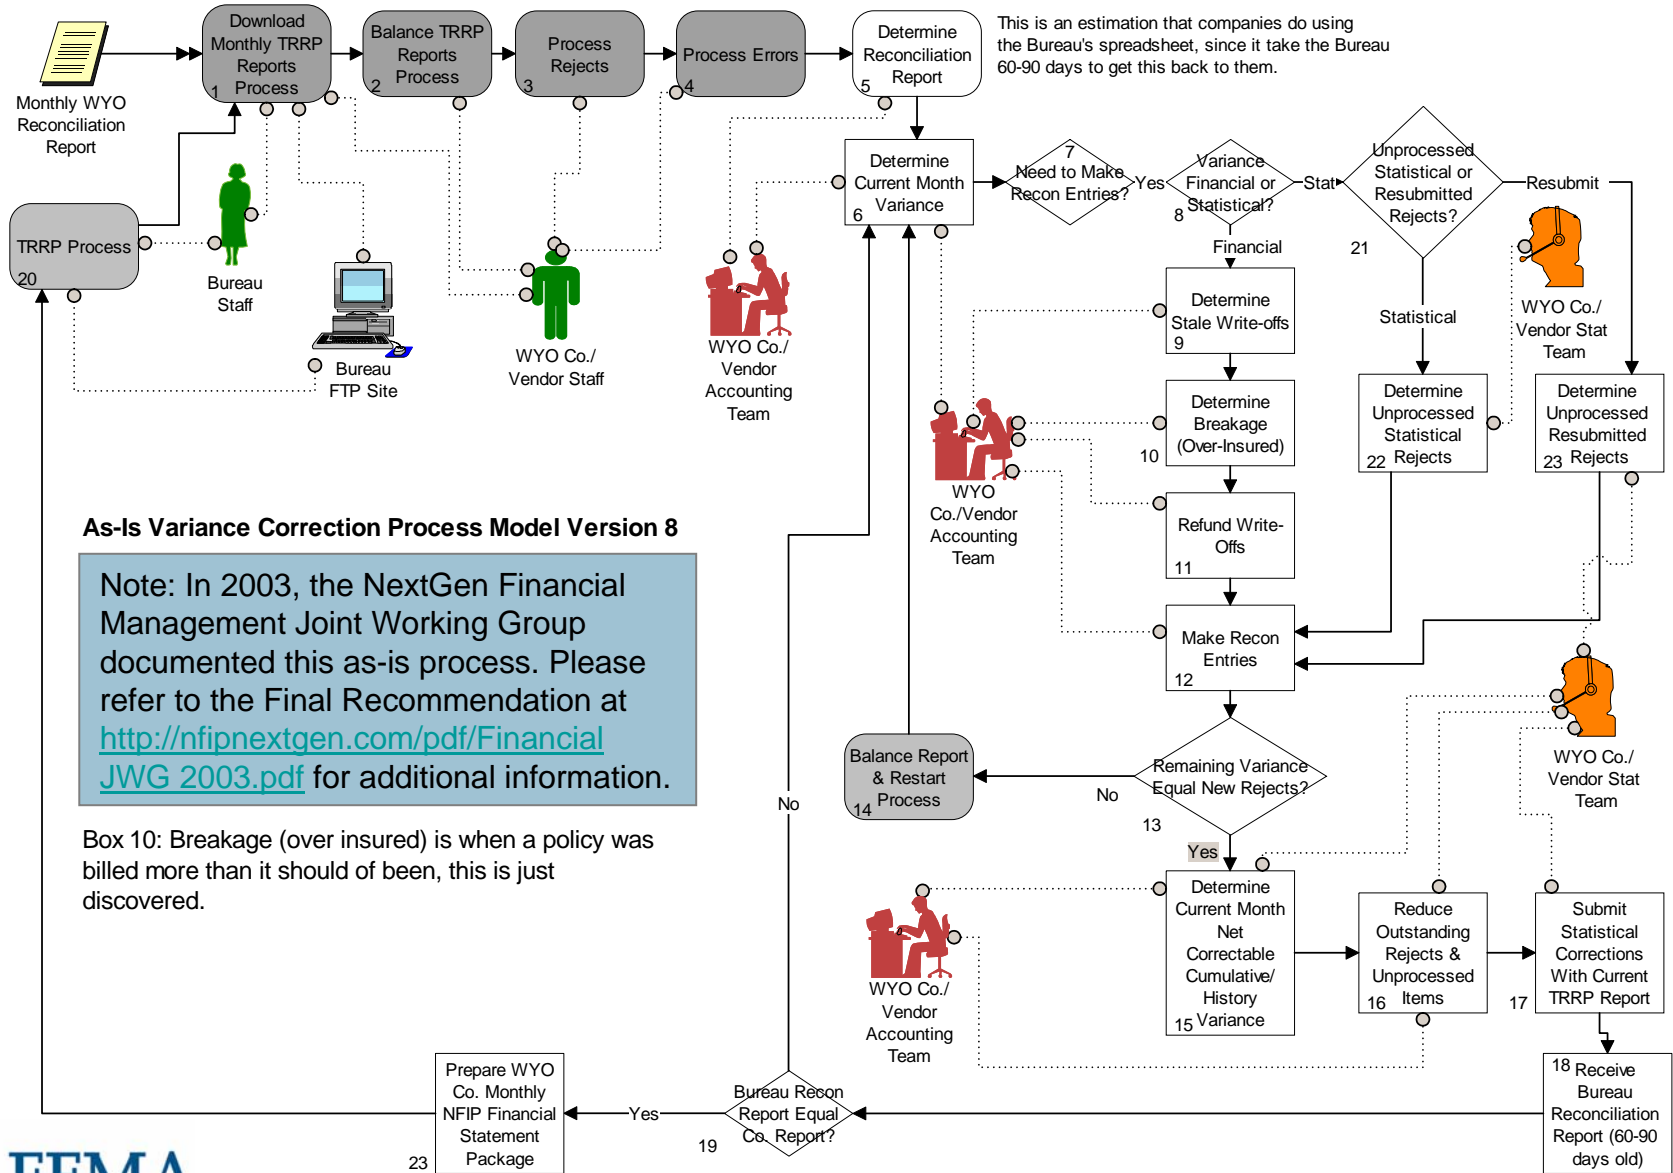 Download
Monthly TRRP
Reports
Process
1
Balance TRRP
Reports
Process
2
Process
Rejects
3
Process Errors
4
Determine
Reconciliation
Report
5
This is an estimation that companies do using
the Bureau's spreadsheet, since it take the Bureau
60-90 days to get this back to them.
Monthly WYO
Reconciliation
Report
Determine
Current Month
Variance
6
7
Need to Make
Recon Entries?
Yes
Variance
Financial or
Statistical?
8
Stat
Unprocessed
Statistical or
Resubmitted
Rejects?
21
Resubmit
TRRP Process
20
Bureau
Staff
Bureau
FTP Site
WYO Co./
Vendor Staff
WYO Co./
Vendor
Accounting
Team
Financial
Determine
Stale Write-offs
9
Statistical
WYO Co./
Vendor Stat
Team
Determine
Breakage
(Over-Insured)
10
Determine
Unprocessed
Statistical
Rejects
22
Determine
Unprocessed
Resubmitted
Rejects
23
WYO
Co./Vendor
Accounting
Team
Refund Write-
Offs
11
As-Is Variance Correction Process Model Version 8
Note: In 2003, the NextGen Financial
Management Joint Working Group
documented this as-is process. Please
refer to the Final Recommendation at
http://nfipnextgen.com/pdf/Financial
JWG 2003.pdf for additional information.
Make Recon
Entries
12
Balance Report
& Restart
Process
14
No
Remaining Variance
Equal New Rejects?
13
No
Yes
WYO Co./
Vendor Stat
Team
Box 10: Breakage (over insured) is when a policy was
billed more than it should of been, this is just
discovered.
WYO Co./
Vendor
Accounting
Team
Determine
Current Month
Net
Correctable
Cumulative/
History
Variance
15
Reduce
Outstanding
Rejects &
Unprocessed
Items
16
Submit
Statistical
Corrections
With Current
TRRP Report
17
Prepare WYO
Co. Monthly
NFIP Financial
Statement
Package
23
Yes
Bureau Recon
Report Equal
Co. Report?
19
18 Receive
Bureau
Reconciliation
Report (60-90
days old)
FEMA